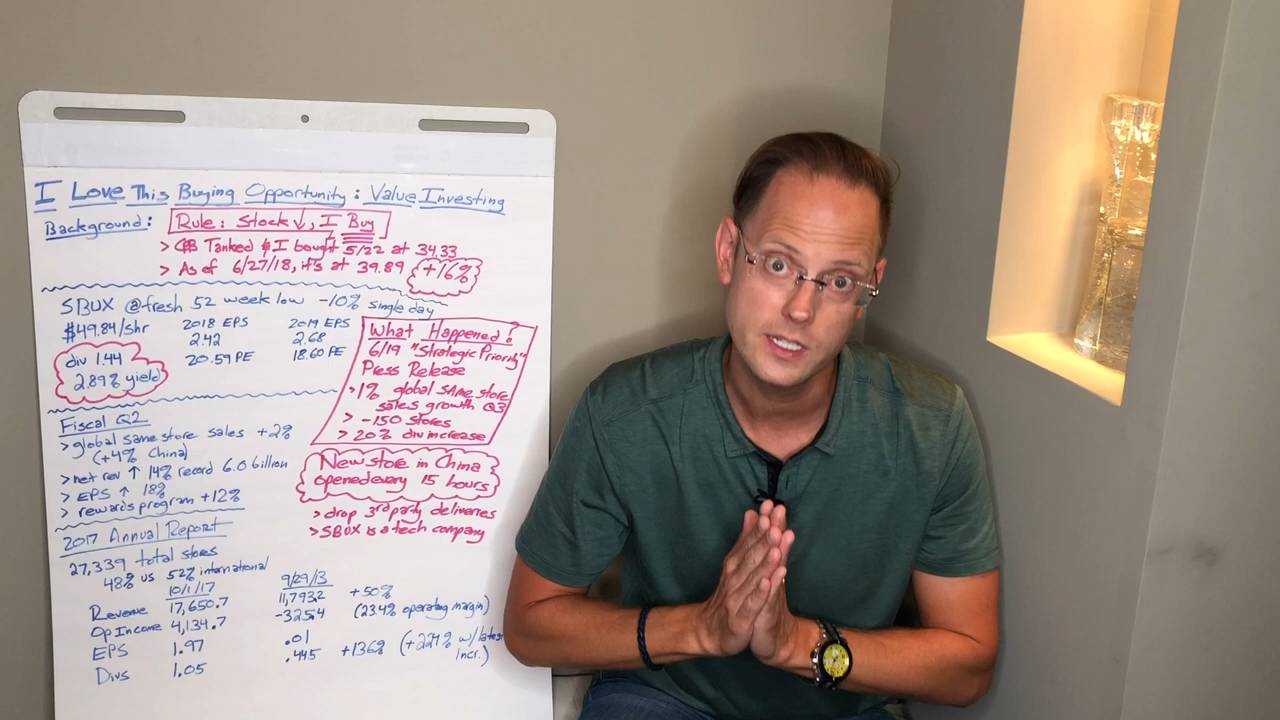 I Love This Buying Opportunity: Value Investing
Background: Rule: Stock ↓, I Buy
> CB Tanked & I bought 5/22 at 34.33
> As of 6/27/18, it's at 39.89 +16%
SBUX @ fresh 52 week low -10% single day
$49.84/shr 2018 EPS 2019 EPS
2.42 2.68
div 1.44 20.59 PE 18.60 PE
2.89% yield
What Happened?
6/19 "Strategic Priority"
Press Release
> 1% global same store
sales growth Q3
> -150 stores
> 20% div increase
Fiscal Q2
> global same store sales +2%
(+4% China)
> net rev ↑ 14% record 6.0 billion
> EPS ↑ 18%
> rewards program +12%
New store in China
opened every 15 hours
> drop 3rd party deliveries
> SBUX is a tech company
2017 Annual Report
27,339 total stores
48% US 52% international
10/1/17 9/29/13
Revenue 17,650.7 11,793.2 +50%
Op Income 4,134.7 -325.4 (23.4% operating margin)
EPS 1.97 .01
Divs 1.05 .445 +136% (+221% w/latest
incr.)